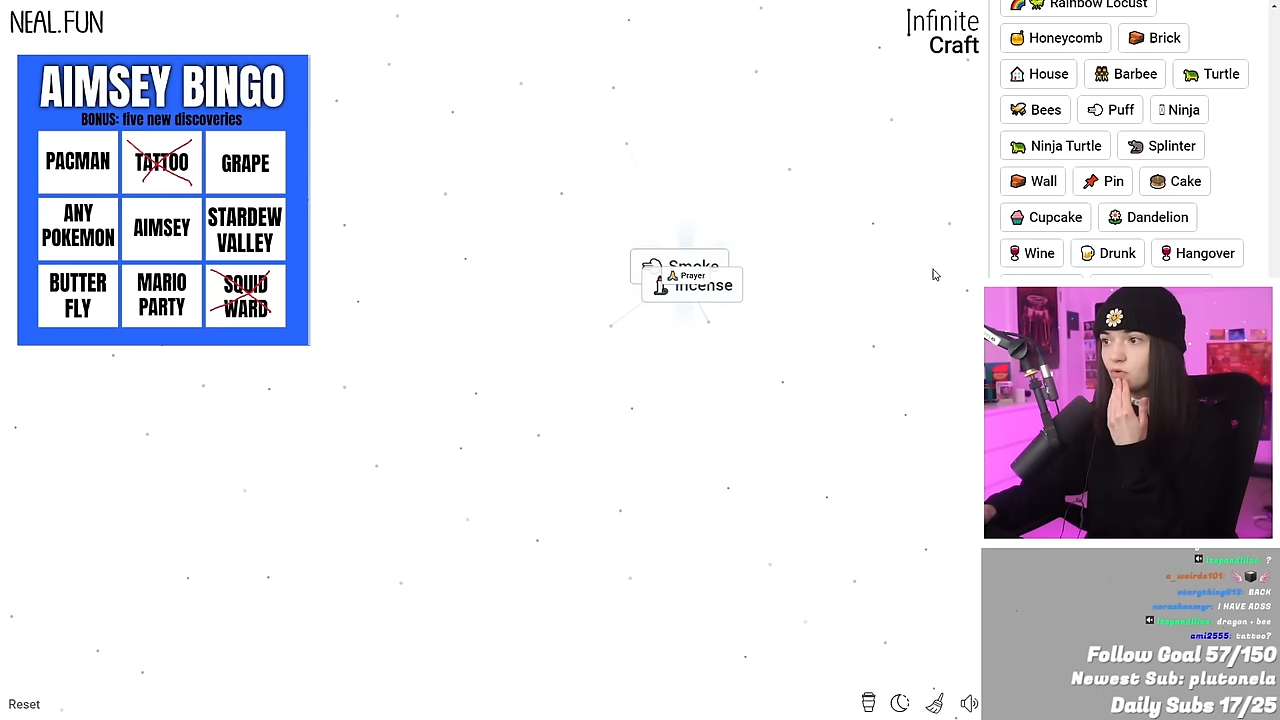 NEAL.FUN
Infinite
Craft
AIMSEY BINGO
BONUS: five new discoveries
PACMAN
TATTOO
GRAPE
ANY
POKEMON
AIMSEY
STARDEW
VALLEY
BUTTER
FLY
MARIO
PARTY
SQUID
WARD
Smoke
Prayer
Incense
Rainbow Locust
Honeycomb
Brick
House
Barbee
Turtle
Bees
Puff
Ninja
Ninja Turtle
Splinter
Wall
Pin
Cake
Cupcake
Dandelion
Wine
Drunk
Hangover
?
a_weirds101:
everything612: BACK
I HAVE ADSS
dragon + bee
ami2555: tattoo?
Follow Goal 57/150
Newest Sub: plutonela
Daily Subs 17/25
Reset